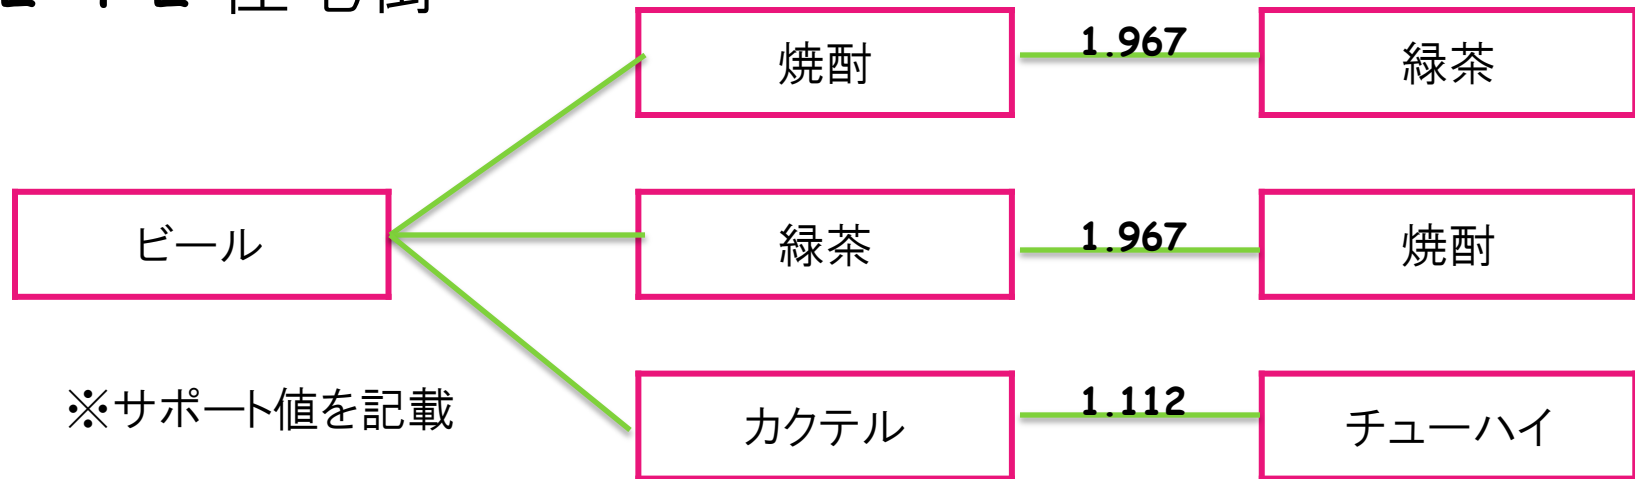 焼酎 1.967 緑茶
ビール 緑茶 1.967 焼酎
※サポート値を記載
カクテル 1.112 チューハイ